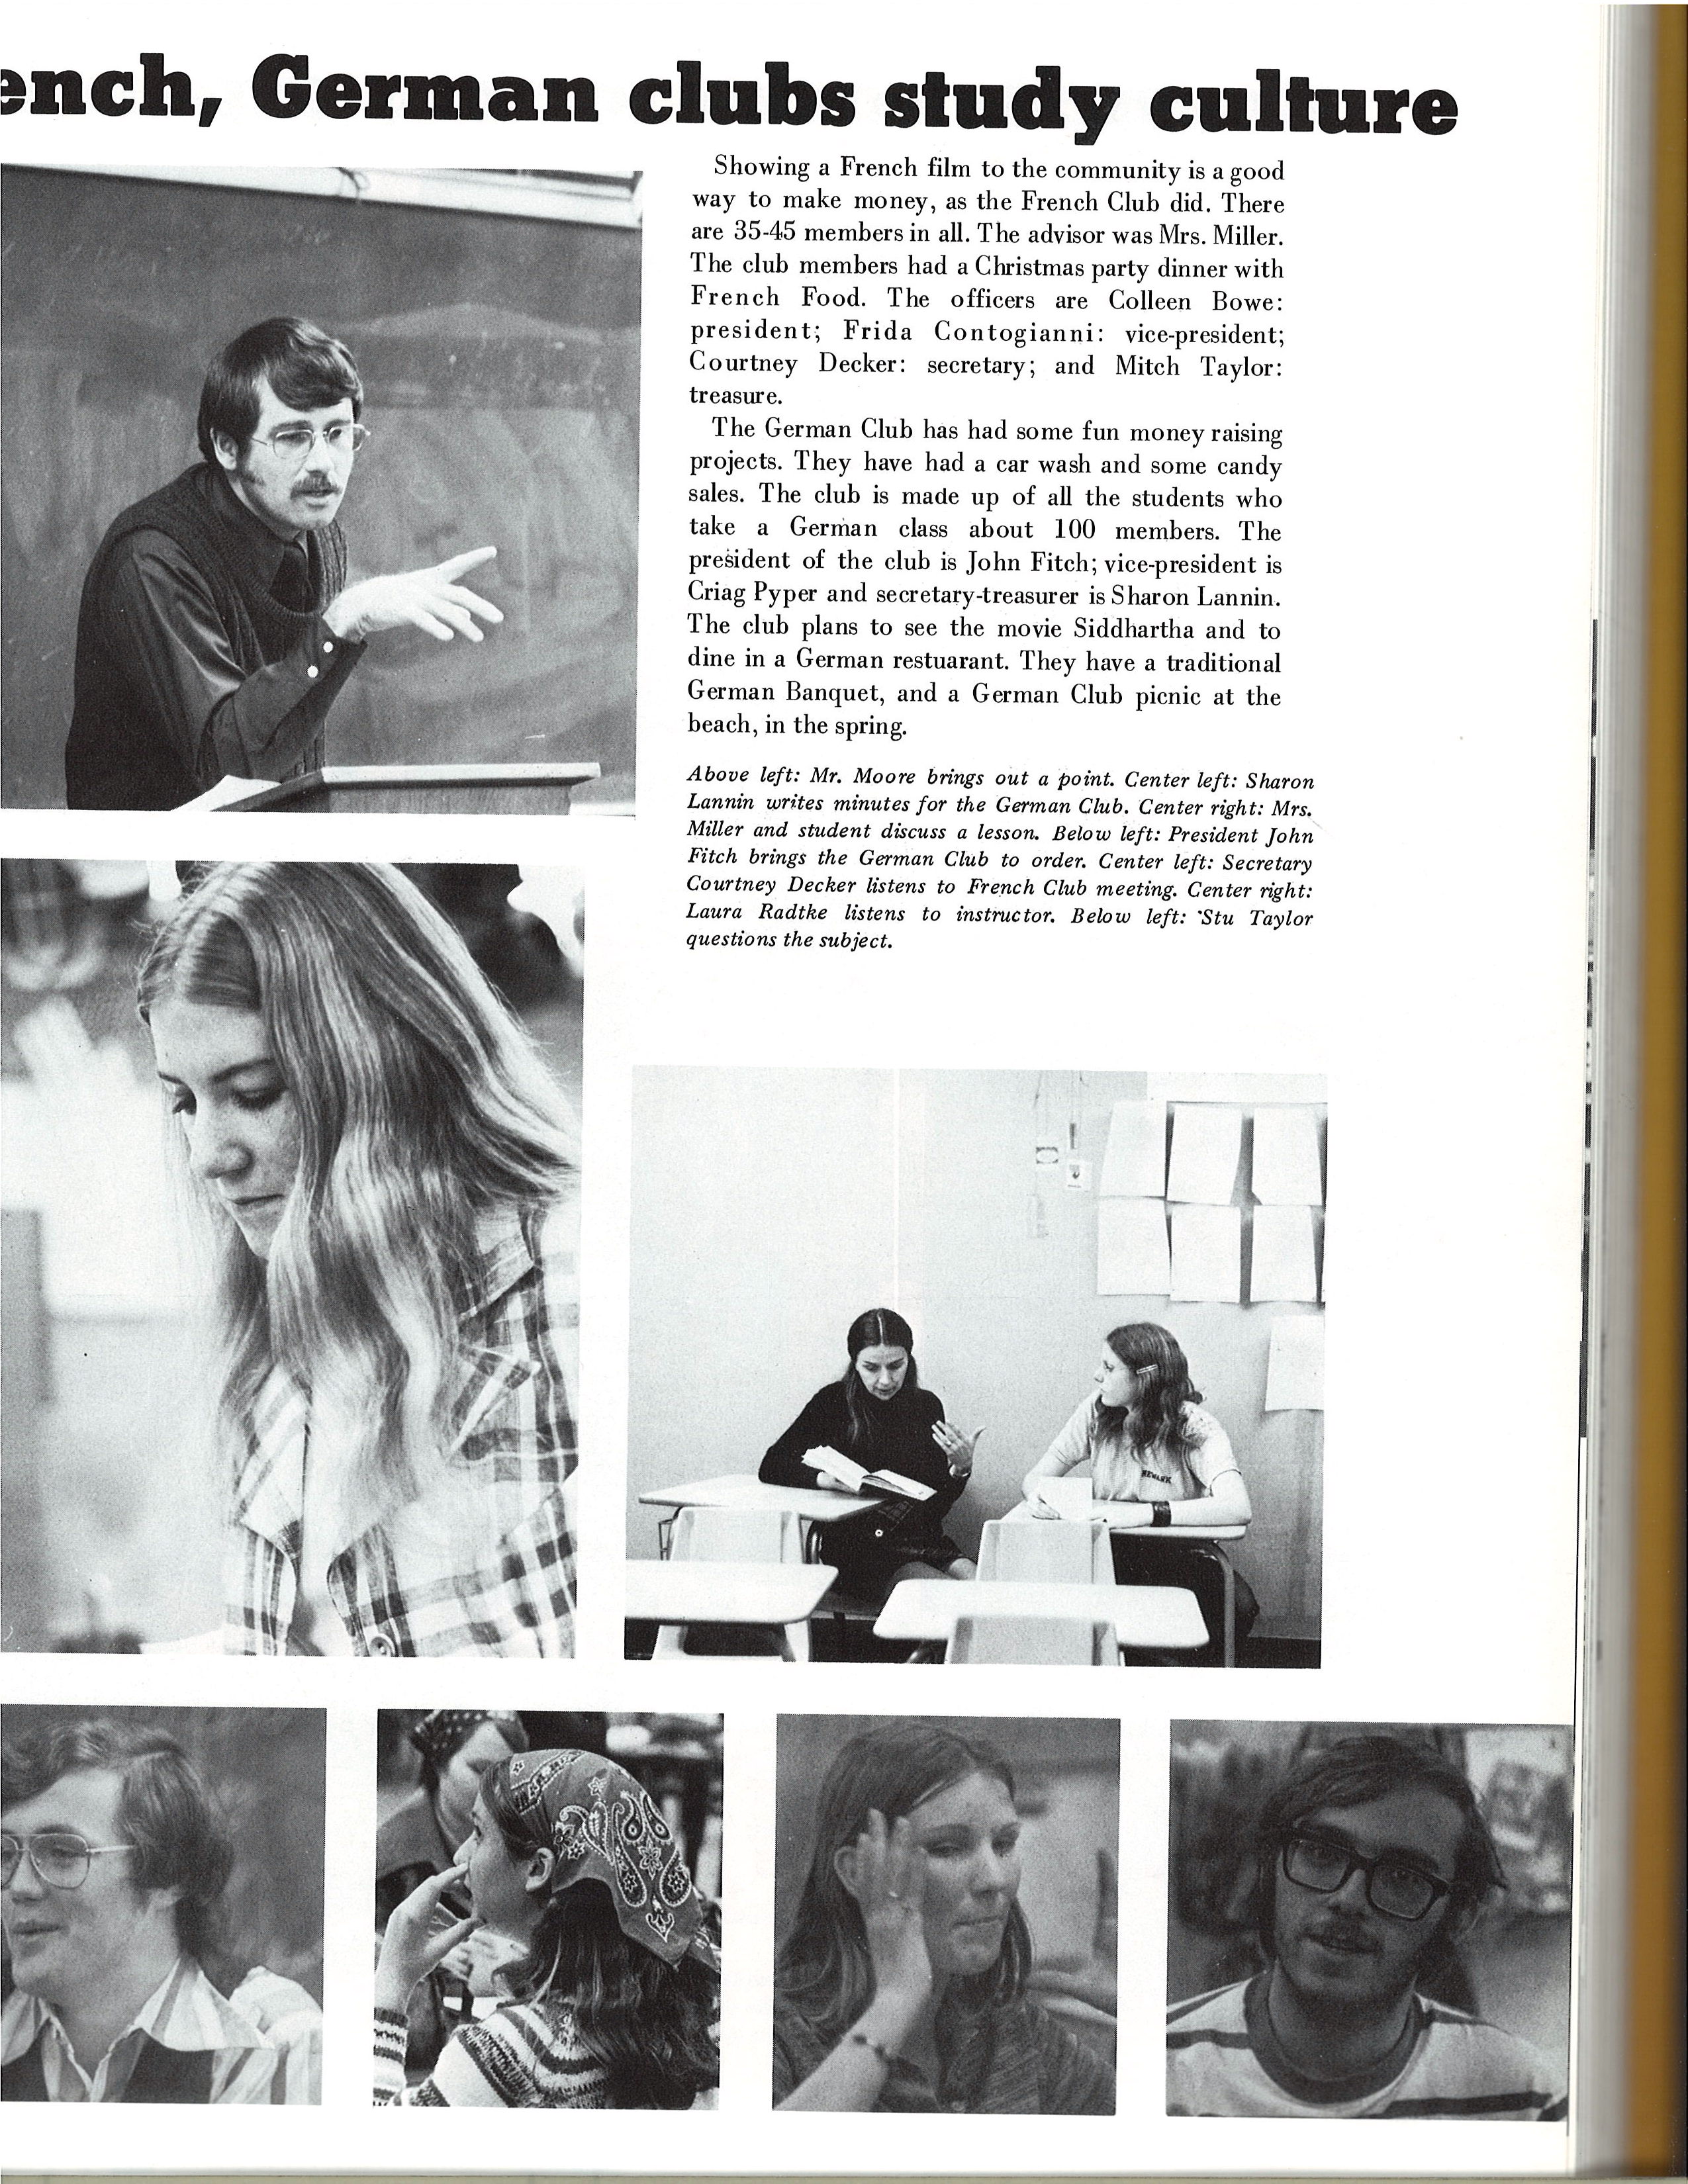 ench, German clubs study culture
Showing a French film to the community is a good
way to make money, as the French Club did. There
are 35-45 members in all. The advisor was Mrs. Miller.
The club members had a Christmas party dinner with
French Food. The officers are Colleen Bowe:
president; Frida Contogianni: vice-president;
Courtney Decker: secretary; and Mitch Taylor:
treasure.
The German Club has had some fun money raising
projects. They have had a car wash and some candy
sales. The club is made up of all the students who
take a German class about 100 members. The
president of the club is John Fitch; vice-president is
Criag Pyper and secretary-treasurer is Sharon Lannin.
The club plans to see the movie Siddhartha and to
dine in a German restuarant. They have a traditional
German Banquet, and a German Club picnic at the
beach, in the spring.
Above left: Mr. Moore brings out a point. Center left: Sharon
Lannin writes minutes for the German Club. Center right: Mrs.
Miller and student discuss a lesson. Below left: President John
Fitch brings the German Club to order. Center left: Secretary
Courtney Decker listens to French Club meeting. Center right:
Laura Radtke listens to instructor. Below left: Stu Taylor
questions the subject.
NEWARK